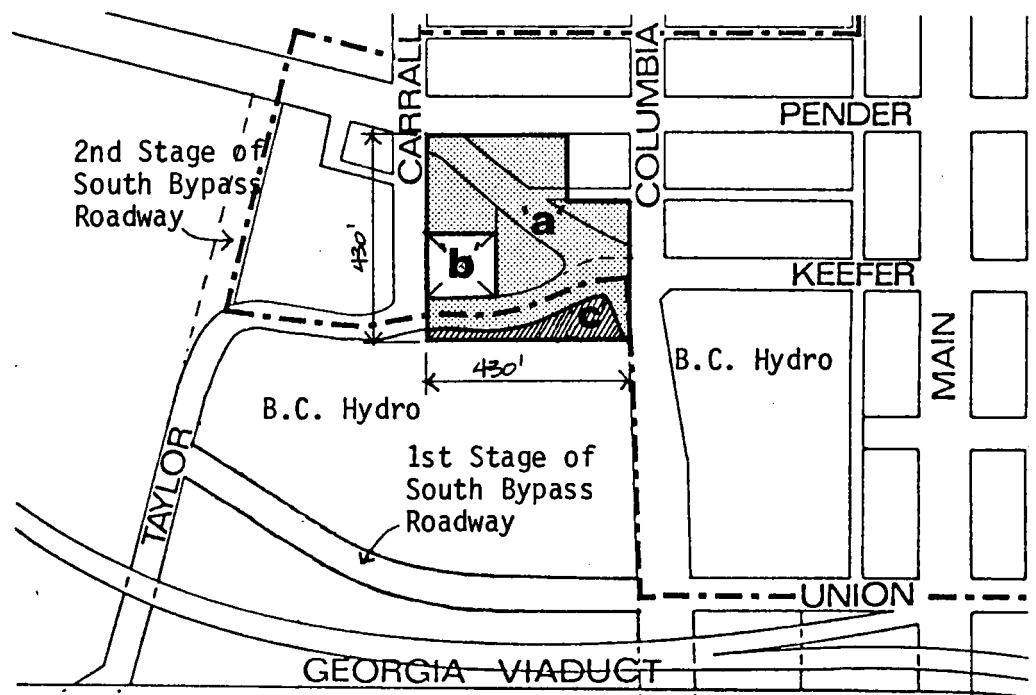 CARRALL
COLUMBIA
PENDER
2nd Stage of
South Bypass
Roadway
430'
a
b
KEEFER
c
430'
B.C. Hydro
MAIN
B.C. Hydro
1st Stage of
South Bypass
Roadway
TAYLOR
UNION
GEORGIA VIADUCT